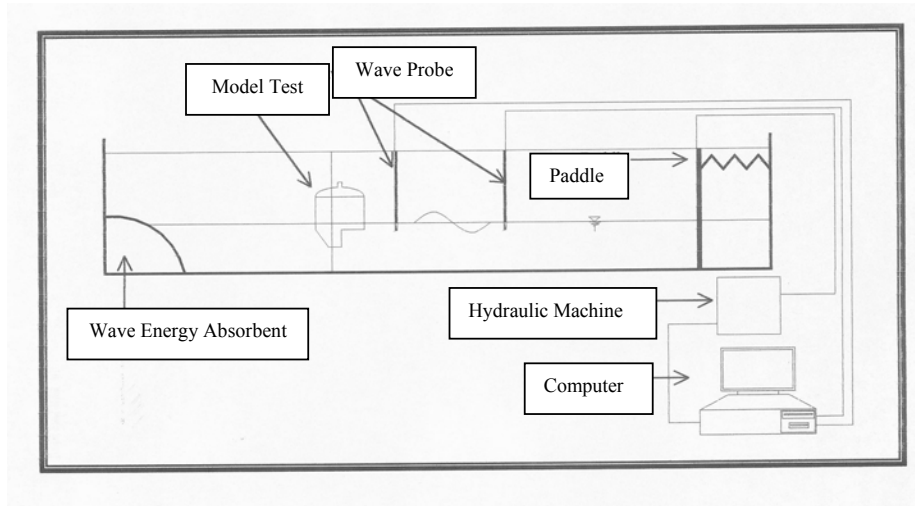 Wave Probe
Model Test
Paddle
Hydraulic Machine
Wave Energy Absorbent
Computer